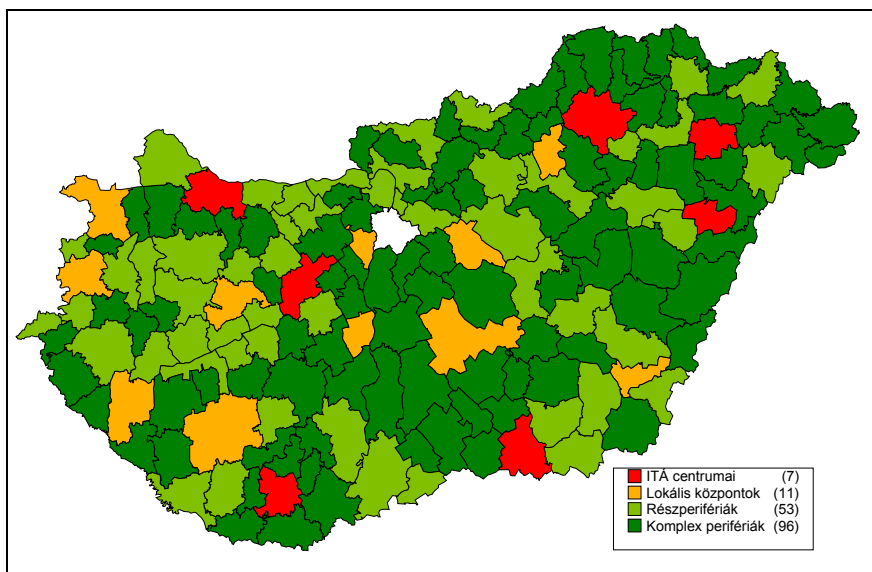 ITÁ centrumai (7)
Lokális központok (11)
Részperifériák (53)
Komplex perifériák (96)